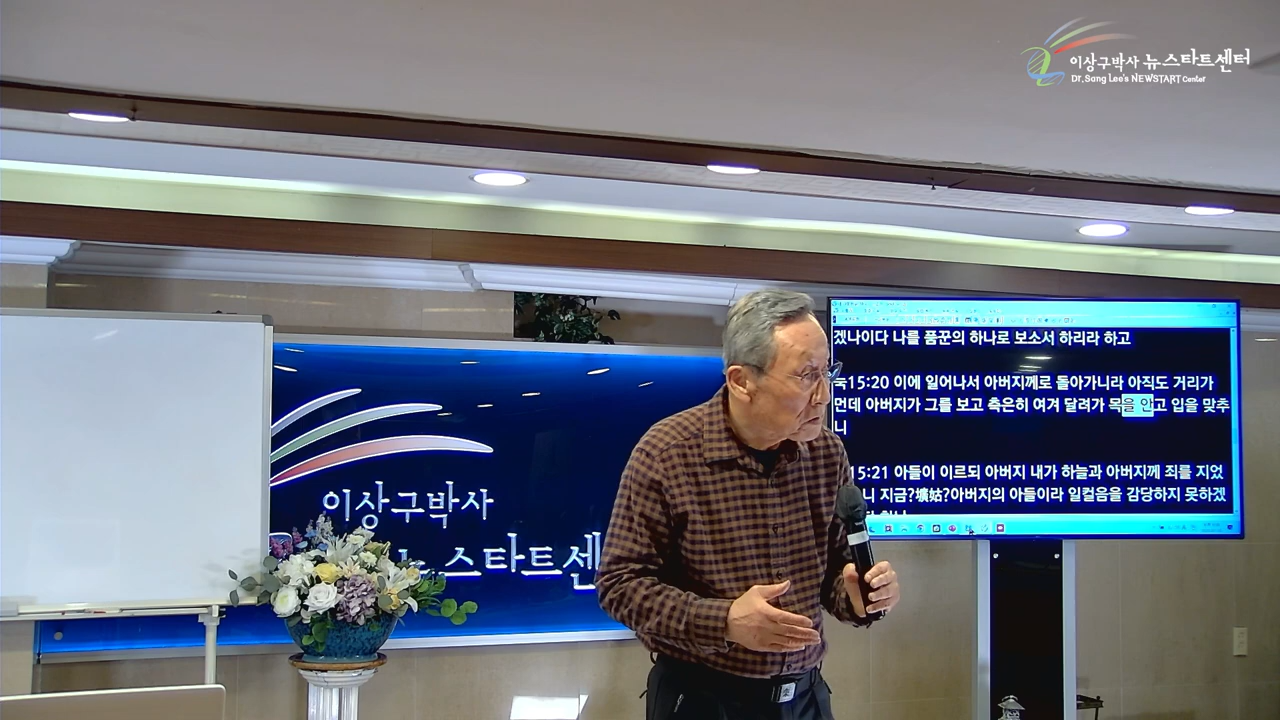 이상구박사 뉴스타트센터
Dr. Sang Lee's NEWSTART Center
겠나이다 나를 품꾼의 하나로 보소서 하리라 하고
15:20 이에 일어나서 아버지께로 돌아가니라 아직도 거리가
먼데 아버지가 그를 보고 측은히 여겨 달려가 목을 안고 입을 맞추
니
15:21 아들이 이르되 아버지 내가 하늘과 아버지께 죄를 지었
니 지금?壙姑?아버지의 아들이라 일컬음을 감당하지 못하겠
이상구박사
뉴스타트센